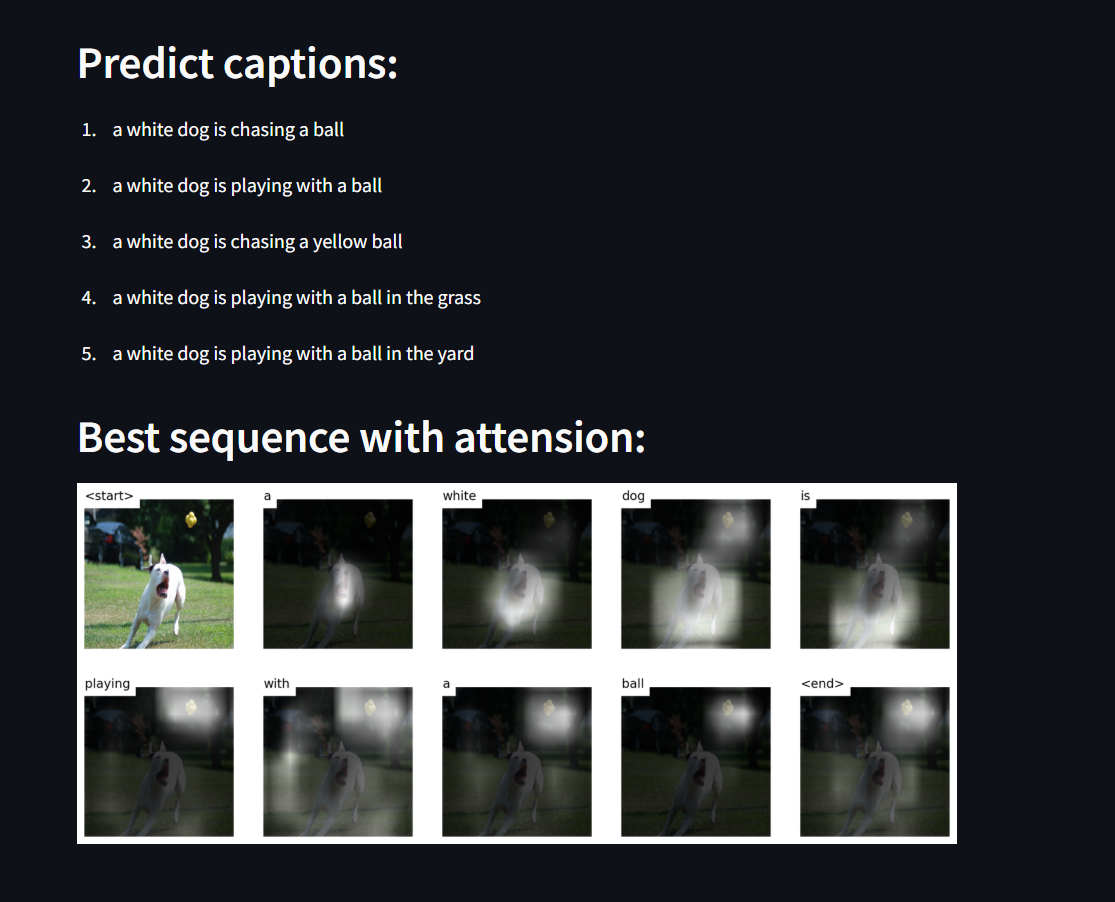 Predict captions:
1. a white dog is chasing a ball
2. a white dog is playing with a ball
3. a white dog is chasing a yellow ball
4. a white dog is playing with a ball in the grass
5. a white dog is playing with a ball in the yard
Best sequence with attension:
<start> a white dog is
playing with a ball <end>